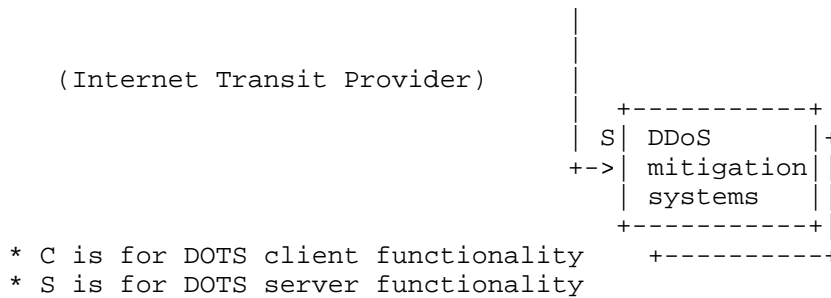 (Internet Transit Provider)
S| DDoS
+->| mitigation|
| systems |
* C is for DOTS client functionality
* S is for DOTS server functionality